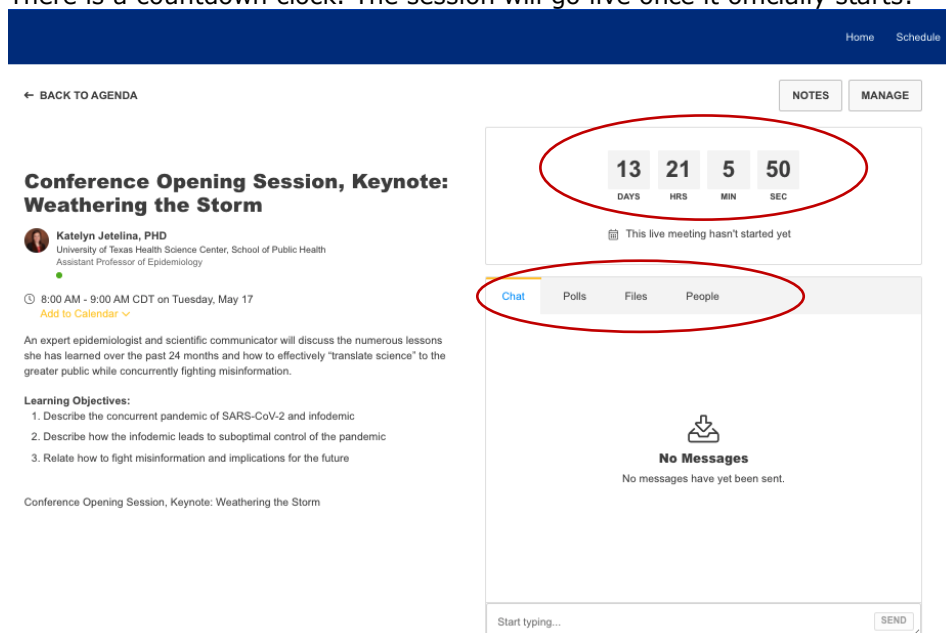 There is a countdown clock. The session will go live once it officially starts!
Home Schedule
← BACK TO AGENDA
NOTES MANAGE
Conference Opening Session, Keynote:
Weathering the Storm
Katelyn Jetelina, PHD
University of Texas Health Science Center, School of Public Health
Assistant Professor of Epidemiology
8:00 AM - 9:00 AM CDT on Tuesday, May 17
Add to Calendar
An expert epidemiologist and scientific communicator will discuss the numerous lessons
she has learned over the past 24 months and how to effectively “translate science” to the
greater public while concurrently fighting misinformation.
Learning Objectives:
1. Describe the concurrent pandemic of SARS-CoV-2 and infodemic
2. Describe how the infodemic leads to suboptimal control of the pandemic
3. Relate how to fight misinformation and implications for the future
Conference Opening Session, Keynote: Weathering the Storm
13 21 5 50
DAYS HRS MIN SEC
This live meeting hasn't started yet
Chat Polls Files People
No Messages
No messages have yet been sent.
Start typing...
SEND